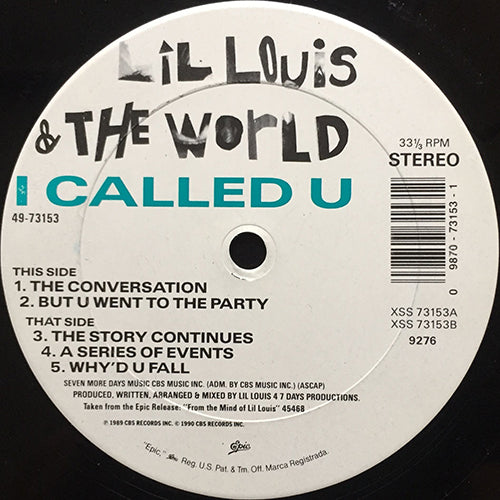 LIL LOUIS
& THE WORLD
I CALLED U
49-73153
33⅓ RPM
STEREO
0 9870 - 73153 - 1
XSS 73153A
XSS 73153B
9276
THIS SIDE
1. THE CONVERSATION
2. BUT U WENT TO THE PARTY
THAT SIDE
3. THE STORY CONTINUES
4. A SERIES OF EVENTS
5. WHY'D U FALL
SEVEN MORE DAYS MUSIC CBS MUSIC INC. (ADM. BY CBS MUSIC INC.) (ASCAP)
PRODUCED, WRITTEN, ARRANGED & MIXED BY LIL LOUIS 4 7 DAYS PRODUCTIONS.
Taken from the Epic Release: "From the Mind of Lil Louis" 45468
℗ 1989 CBS RECORDS INC. © 1990 CBS RECORDS INC.
Epic
"Epic," Reg. U.S. Pat. & Tm. Off. Marca Registrada.